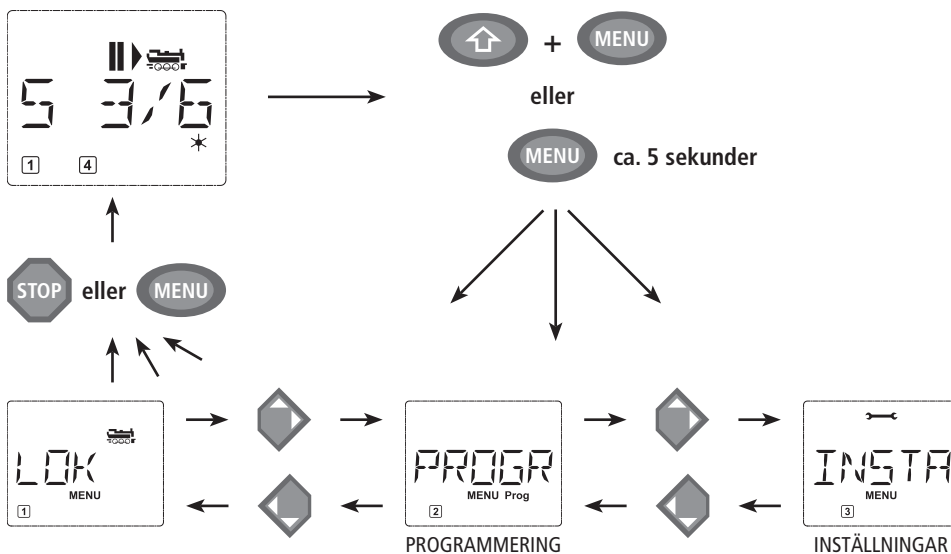 MENU
+
eller
MENU
ca. 5 sekunder
S 3/6
1 4
STOP
eller
MENU
LOK
MENU
1
PROGR
MENU Prog
2
PROGRAMMERING
INSTA
MENU
3
INSTÄLLNINGAR